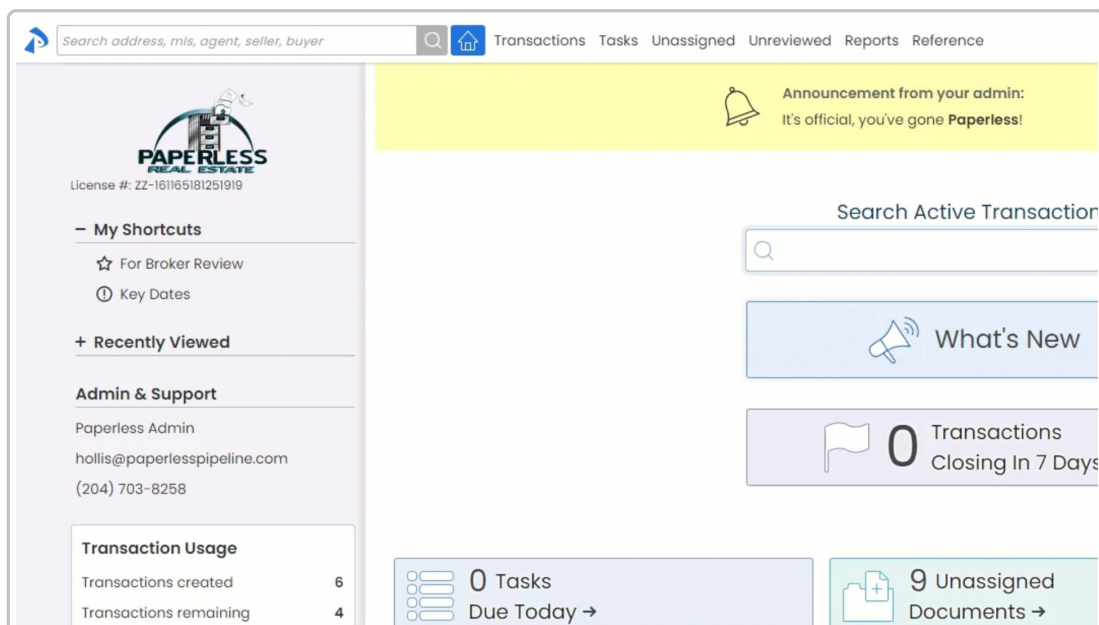 Search address, mls, agent, seller, buyer
Transactions Tasks Unassigned Unreviewed Reports Reference
PAPERLESS
REAL ESTATE
License #: ZZ-161165181251919
− My Shortcuts
For Broker Review
Key Dates
+ Recently Viewed
Admin & Support
Paperless Admin
hollis@paperlesspipeline.com
(204) 703-8258
Transaction Usage
Transactions created 6
Transactions remaining 4
Announcement from your admin:
It's official, you've gone Paperless!
Search Active Transaction
What's New
0 Transactions
Closing In 7 Days
0 Tasks
Due Today →
9 Unassigned
Documents →